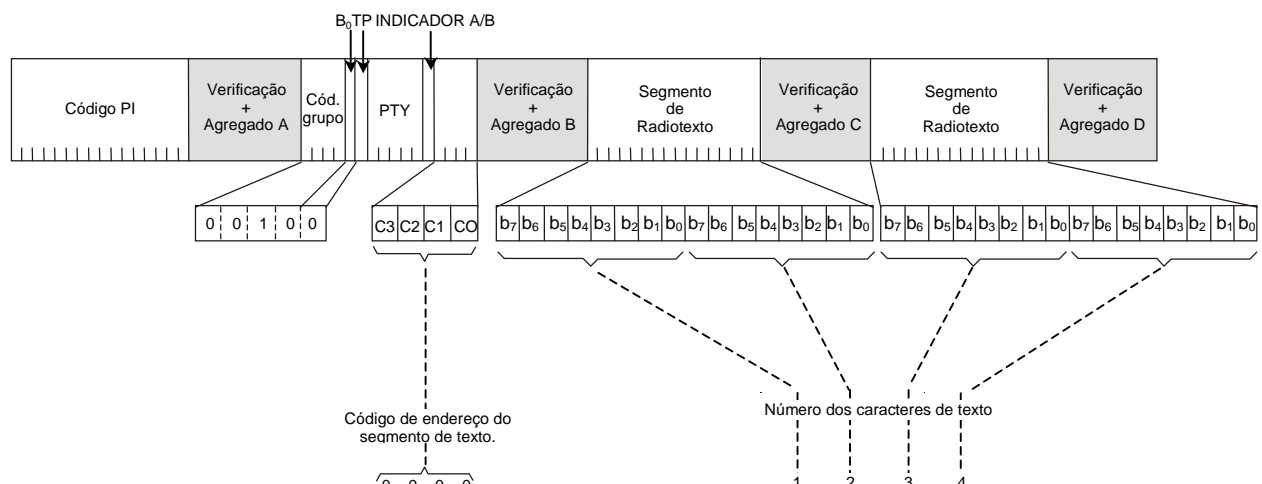 B₀TP INDICADOR A/B
Código PI
Verificação
+
Agregado A
Cód.
grupo
PTY
Verificação
+
Agregado B
Segmento
de
Radiotexto
Verificação
+
Agregado C
Segmento
de
Radiotexto
Verificação
+
Agregado D
0 0 1 0 0
C3 C2 C1 CO
b₇ b₆ b₅ b₄ b₃ b₂ b₁ b₀ b₇ b₆ b₅ b₄ b₃ b₂ b₁ b₀
b₇ b₆ b₅ b₄ b₃ b₂ b₁ b₀ b₇ b₆ b₅ b₄ b₃ b₂ b₁ b₀
Número dos caracteres de texto
Código de endereço do
segmento de texto.
0 0 0 0
1 2 3 4